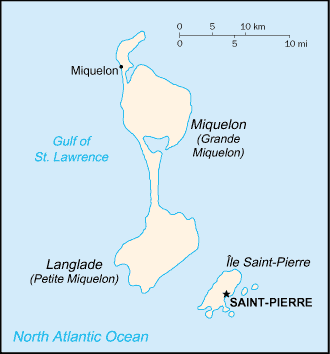 0 5 10 km
0 5 10 mi
Miquelon
Miquelon
(Grande
Miquelon)
Gulf of
St. Lawrence
Langlade
(Petite Miquelon)
Île Saint-Pierre
SAINT-PIERRE
North Atlantic Ocean